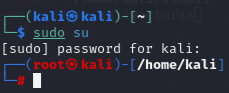 ┌──(kali㉿kali)-[~]
└─$ sudo su
[sudo] password for kali:
┌──(root㉿kali)-[/home/kali]
└─#